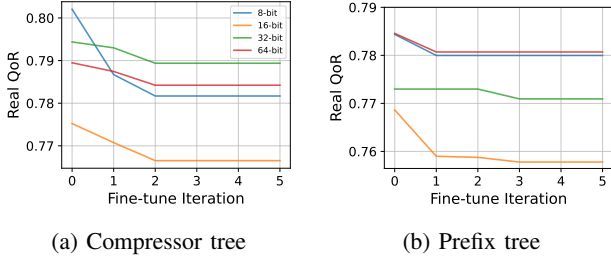 0.80
0.79
0.78
0.77
Real QoR
8-bit
16-bit
32-bit
64-bit
0 1 2 3 4 5
Fine-tune Iteration
(a) Compressor tree
0.79
0.78
0.77
0.76
Real QoR
0 1 2 3 4 5
Fine-tune Iteration
(b) Prefix tree